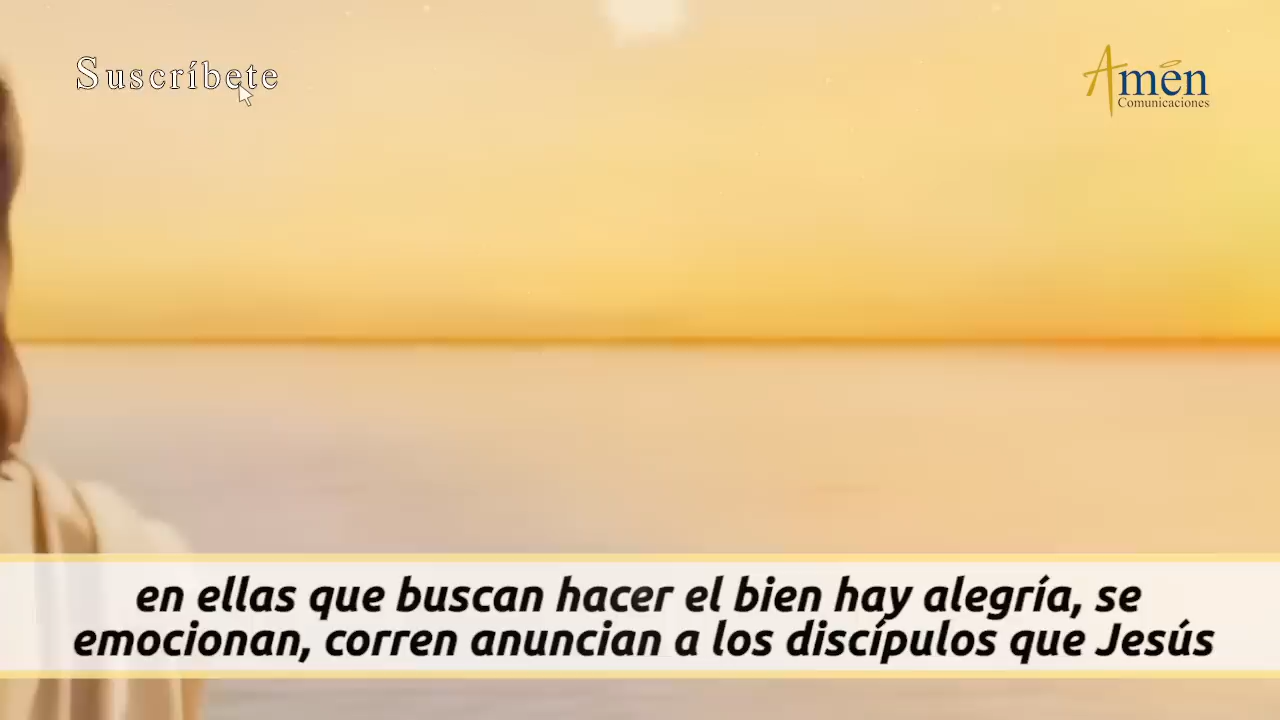 Suscríbete
Amén
Comunicaciones
en ellas que buscan hacer el bien hay alegría, se
emocionan, corren anuncian a los discípulos que Jesús